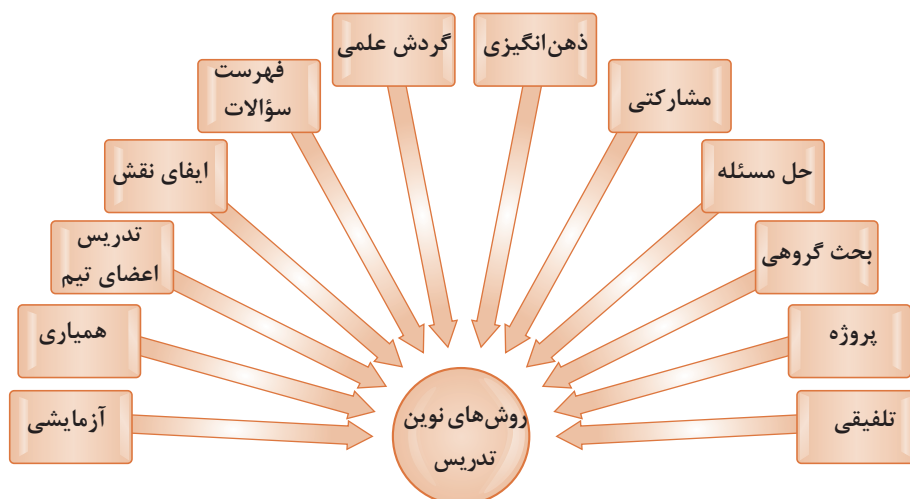 ذهن‌انگیزی
گردش علمی
مشارکتی
فهرست
سؤالات
حل مسئله
ایفای نقش
بحث گروهی
تدریس
اعضای تیم
پروژه
همیاری
تلفیقی
آزمایشی
روش‌های نوین
تدریس